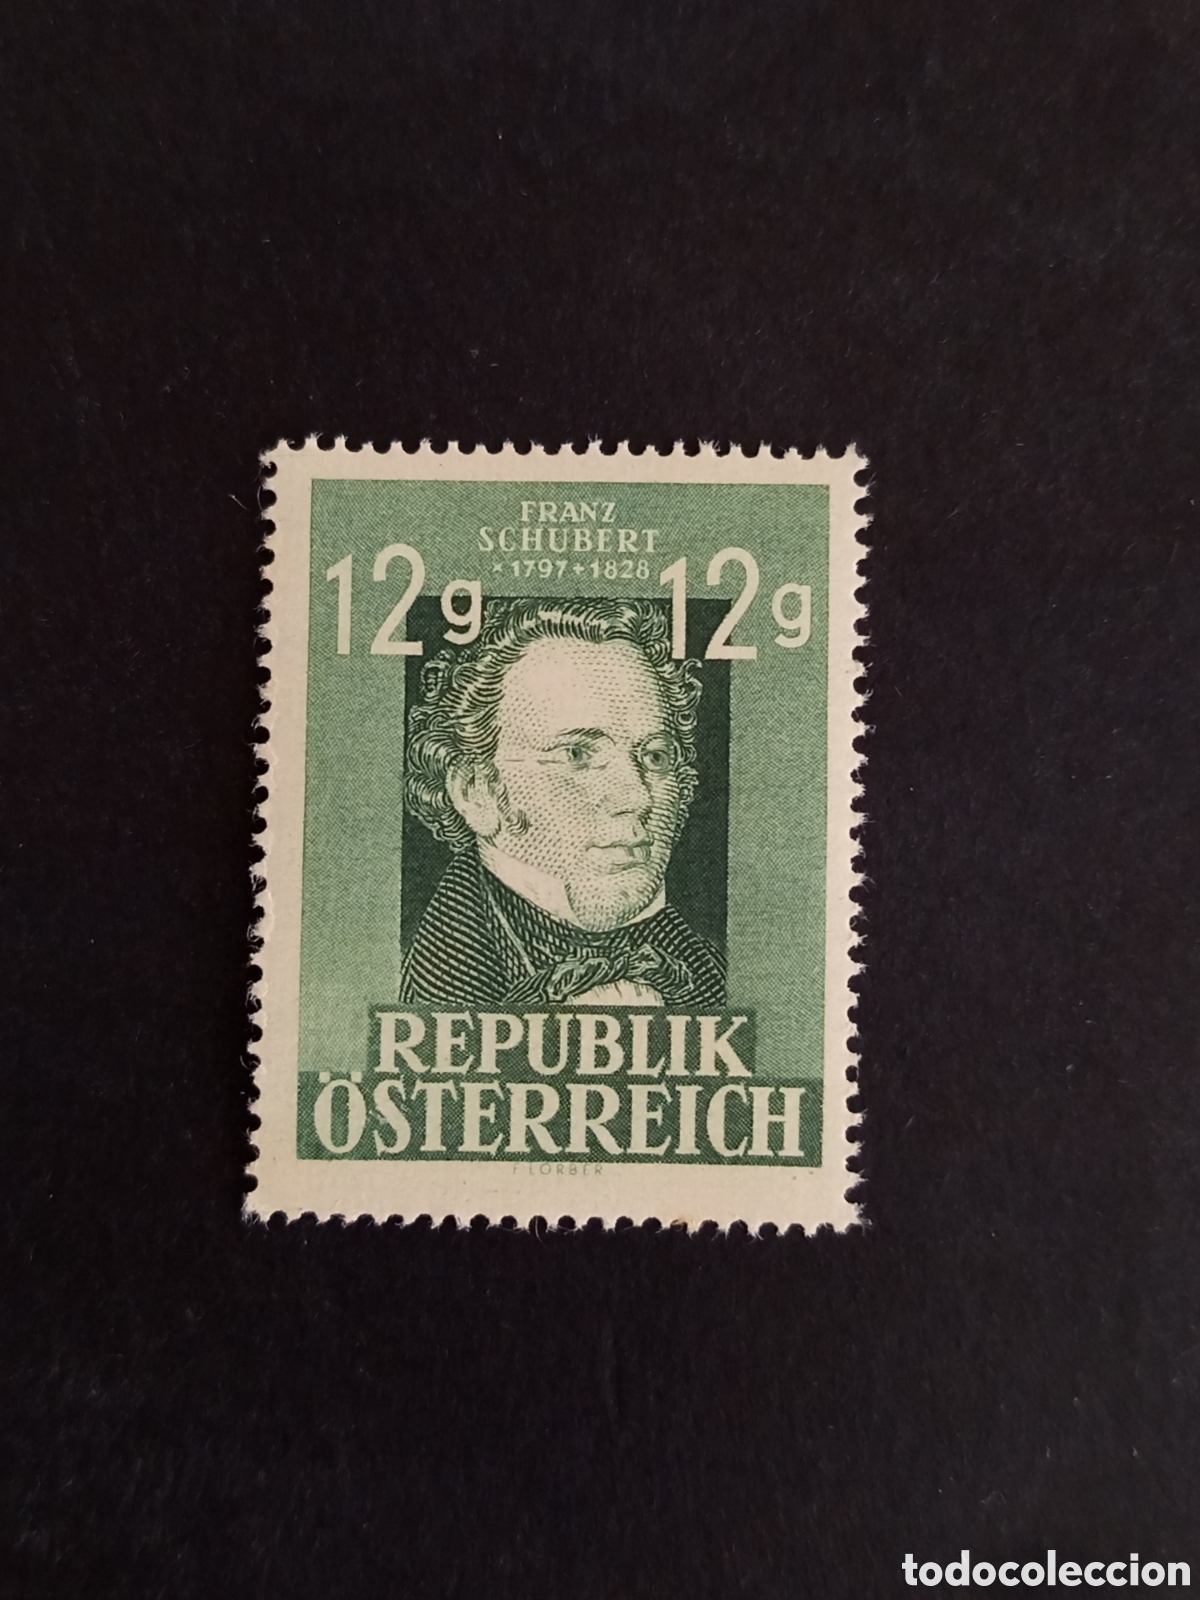 FRANZ
SCHUBERT
× 1797 + 1828
12g 12g
REPUBLIK
ÖSTERREICH
F LORBER
todocoleccion